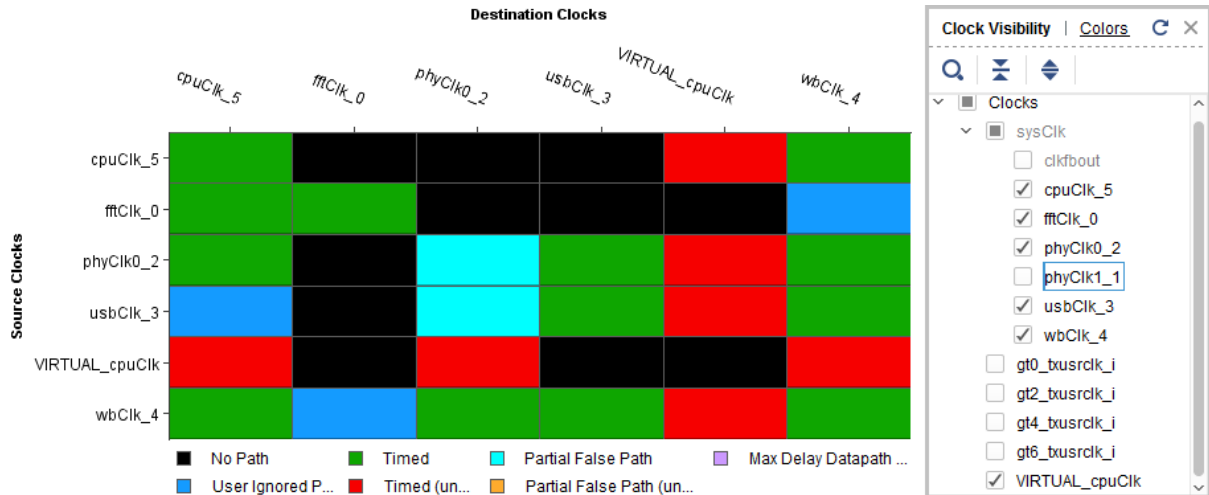 Destination Clocks
cpuClk_5
fftClk_0
phyClk0_2
usbClk_3
VIRTUAL_cpuClk
wbClk_4
Source Clocks
cpuClk_5
fftClk_0
phyClk0_2
usbClk_3
VIRTUAL_cpuClk
wbClk_4
No Path
Timed
Partial False Path
Max Delay Datapath ...
User Ignored P...
Timed (un...
Partial False Path (un...
Clock Visibility | Colors
Clocks
sysClk
clkfbout
cpuClk_5
fftClk_0
phyClk0_2
phyClk1_1
usbClk_3
wbClk_4
gt0_txusrclk_i
gt2_txusrclk_i
gt4_txusrclk_i
gt6_txusrclk_i
VIRTUAL_cpuClk